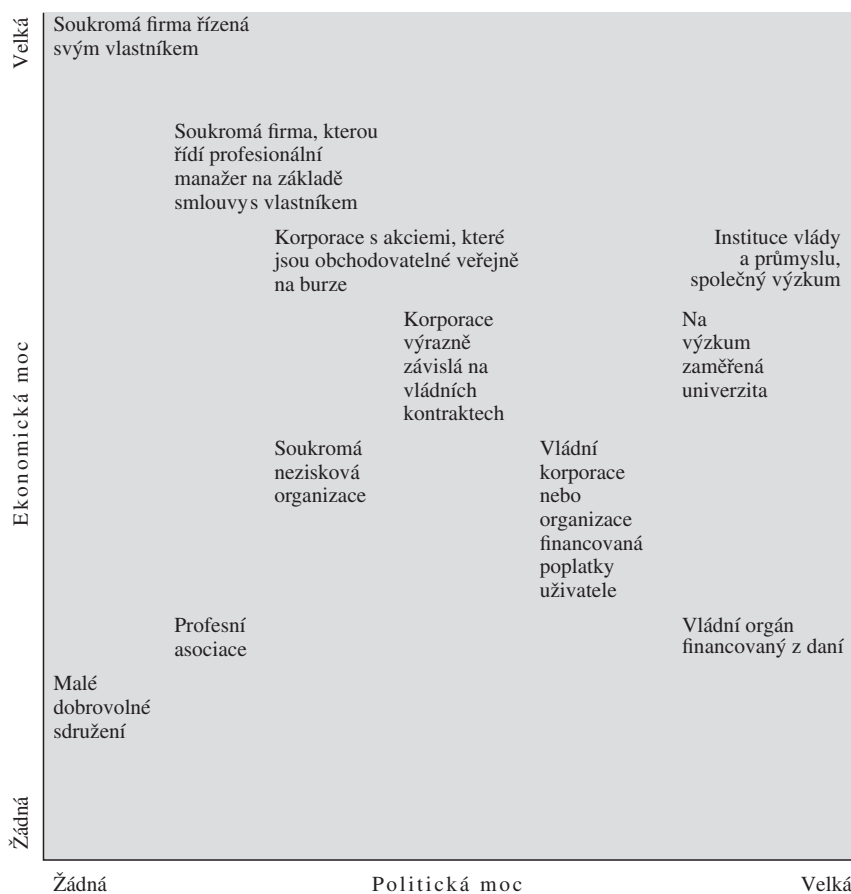 Velká
Soukromá firma řízená
svým vlastníkem
Soukromá firma, kterou
řídí profesionální
manažer na základě
smlouvy s vlastníkem
Korporace s akciemi, které
jsou obchodovatelné veřejně
na burze
Instituce vlády
a průmyslu,
společný výzkum
Korporace
výrazně
závislá na
vládních
kontraktech
Na
výzkum
zaměřená
univerzita
Ekonomická moc
Soukromá
nezisková
organizace
Vládní
korporace
nebo
organizace
financovaná
poplatky
uživatele
Profesní
asociace
Vládní orgán
financovaný z daní
Malé
dobrovolné
sdružení
Žádná
Žádná
Politická moc
Velká